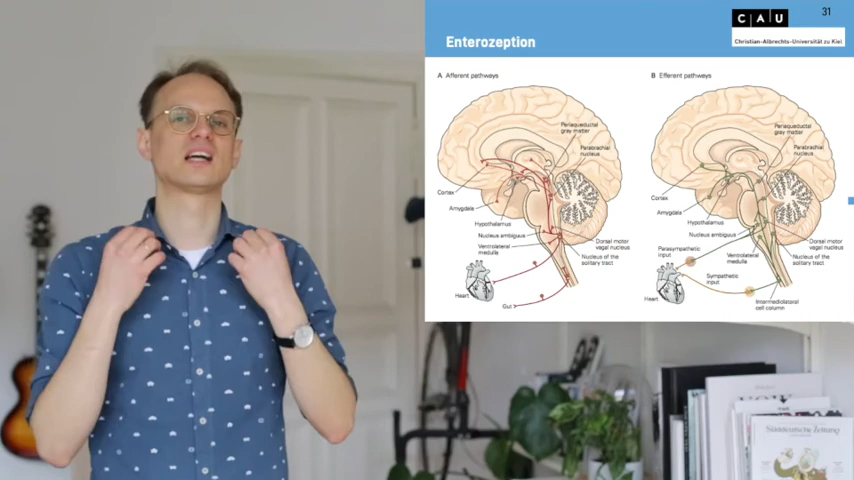 31
CAU
Christian-Albrechts-Universität zu Kiel
Enterozeption
A Afferent pathways
Periaqueductal
gray matter
Parabrachial
nucleus
Cortex
Amygdala
Hypothalamus
Nucleus ambiguus
Ventrolateral
medulla
Dorsal motor
vagal nucleus
Nucleus of the
solitary tract
Heart
Gut
B Efferent pathways
Periaqueductal
gray matter
Parabrachial
nucleus
Cortex
Amygdala
Hypothalamus
Nucleus ambiguus
Parasympathetic
input
Ventrolateral
medulla
Dorsal motor
vagal nucleus
Nucleus of the
solitary tract
Sympathetic
input
Heart
Intermediolateral
cell column
Süddeutsche Zeitung